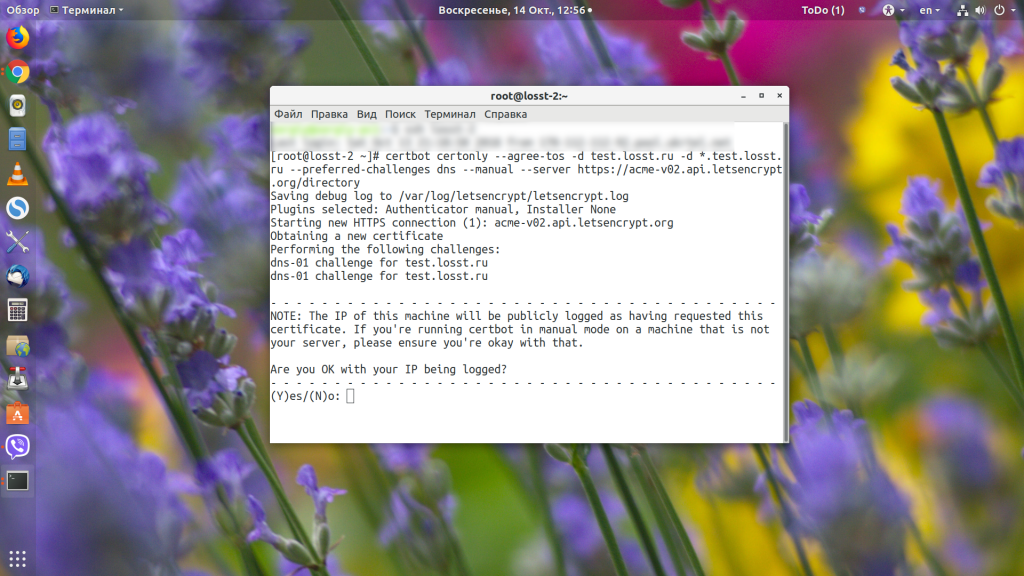 Обзор Терминал Воскресенье, 14 Окт., 12:56 ToDo (1) en
root@losst-2:~
Файл Правка Вид Поиск Терминал Справка
[root@losst-2 ~]# certbot certonly --agree-tos -d test.losst.ru -d *.test.losst.
ru --preferred-challenges dns --manual --server https://acme-v02.api.letsencrypt
.org/directory
Saving debug log to /var/log/letsencrypt/letsencrypt.log
Plugins selected: Authenticator manual, Installer None
Starting new HTTPS connection (1): acme-v02.api.letsencrypt.org
Obtaining a new certificate
Performing the following challenges:
dns-01 challenge for test.losst.ru
dns-01 challenge for test.losst.ru
- - - - - - - - - - - - - - - - - - - - - - - - - - - - - - - - - - - - - - - -
NOTE: The IP of this machine will be publicly logged as having requested this
certificate. If you're running certbot in manual mode on a machine that is not
your server, please ensure you're okay with that.
Are you OK with your IP being logged?
- - - - - - - - - - - - - - - - - - - - - - - - - - - - - - - - - - - - - - - -
(Y)es/(N)o: